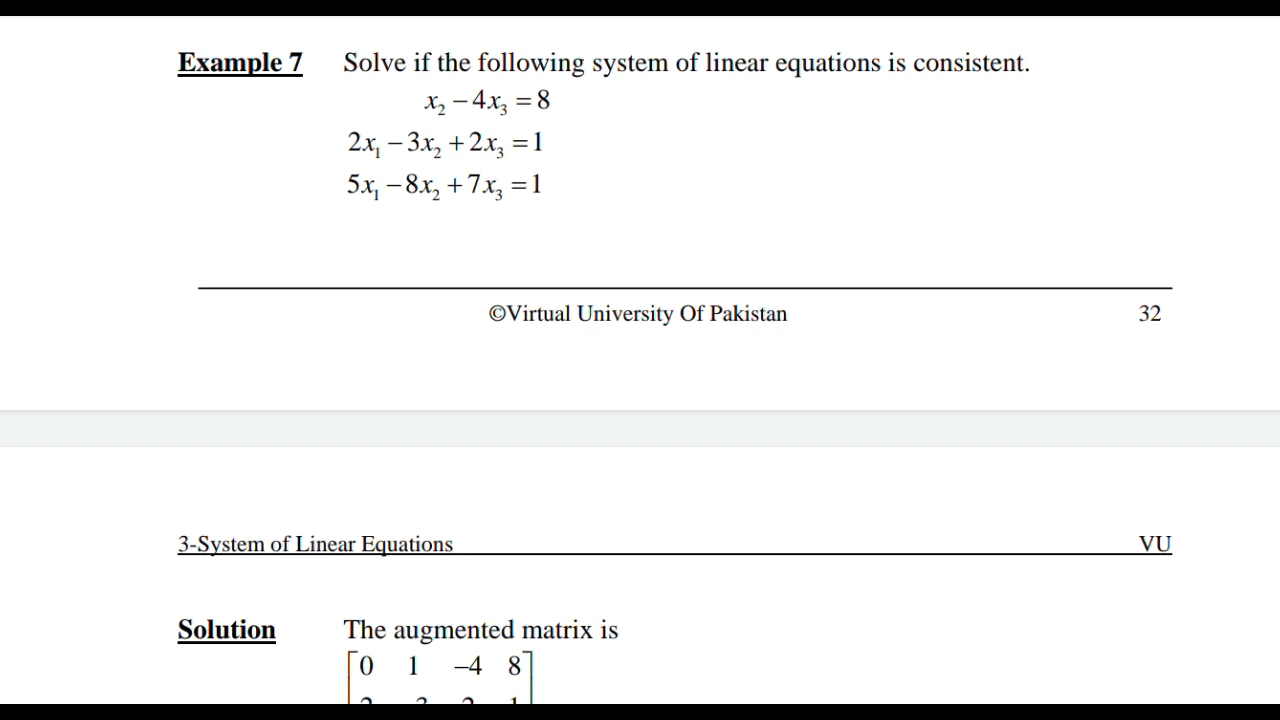 Example 7 Solve if the following system of linear equations is consistent.
x₂ − 4x₃ = 8
2x₁ − 3x₂ + 2x₃ = 1
5x₁ − 8x₂ + 7x₃ = 1
©Virtual University Of Pakistan 32
3-System of Linear Equations VU
Solution The augmented matrix is
0 1 –4 8